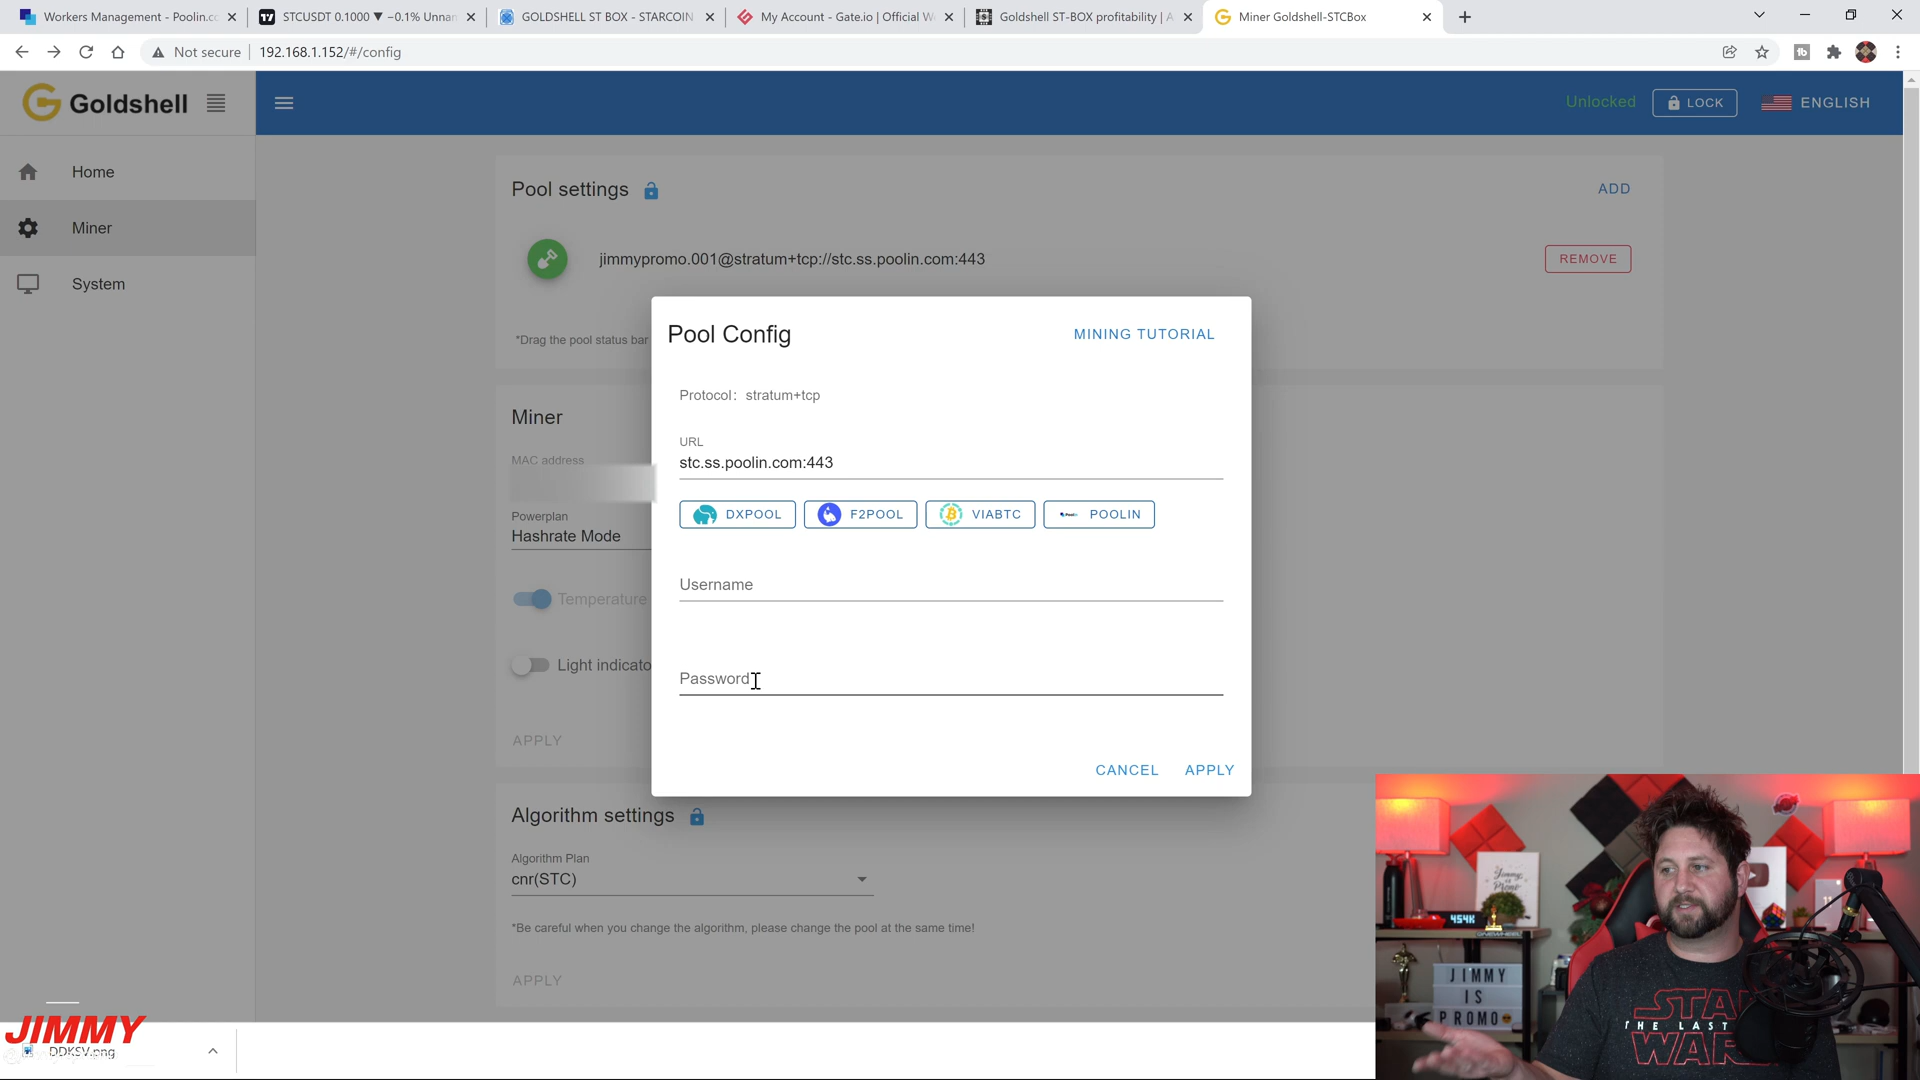 Workers Management - Poolin.co
STCUSDT 0.1000 ▼ −0.1% Unnan
GOLDSHELL ST BOX - STARCOIN
My Account - Gate.io | Official W
Goldshell ST-BOX profitability | A
Miner Goldshell-STCBox
Not secure
192.168.1.152/#/config
Goldshell
Unlocked
LOCK
ENGLISH
Home
Miner
System
Pool settings
ADD
jimmypromo.001@stratum+tcp://stc.ss.poolin.com:443
REMOVE
*Drag the pool status bar
Pool Config
MINING TUTORIAL
Protocol: stratum+tcp
URL
stc.ss.poolin.com:443
DXPOOL
F2POOL
VIABTC
POOLIN
Username
Password
CANCEL
APPLY
Miner
MAC address
Powerplan
Hashrate Mode
Temperature
Light indicato
APPLY
Algorithm settings
Algorithm Plan
cnr(STC)
*Be careful when you change the algorithm, please change the pool at the same time!
APPLY
JIMMY
DDKSV.png
454K
JIMMY
IS
PROMO
STA
THE LAST
WAR